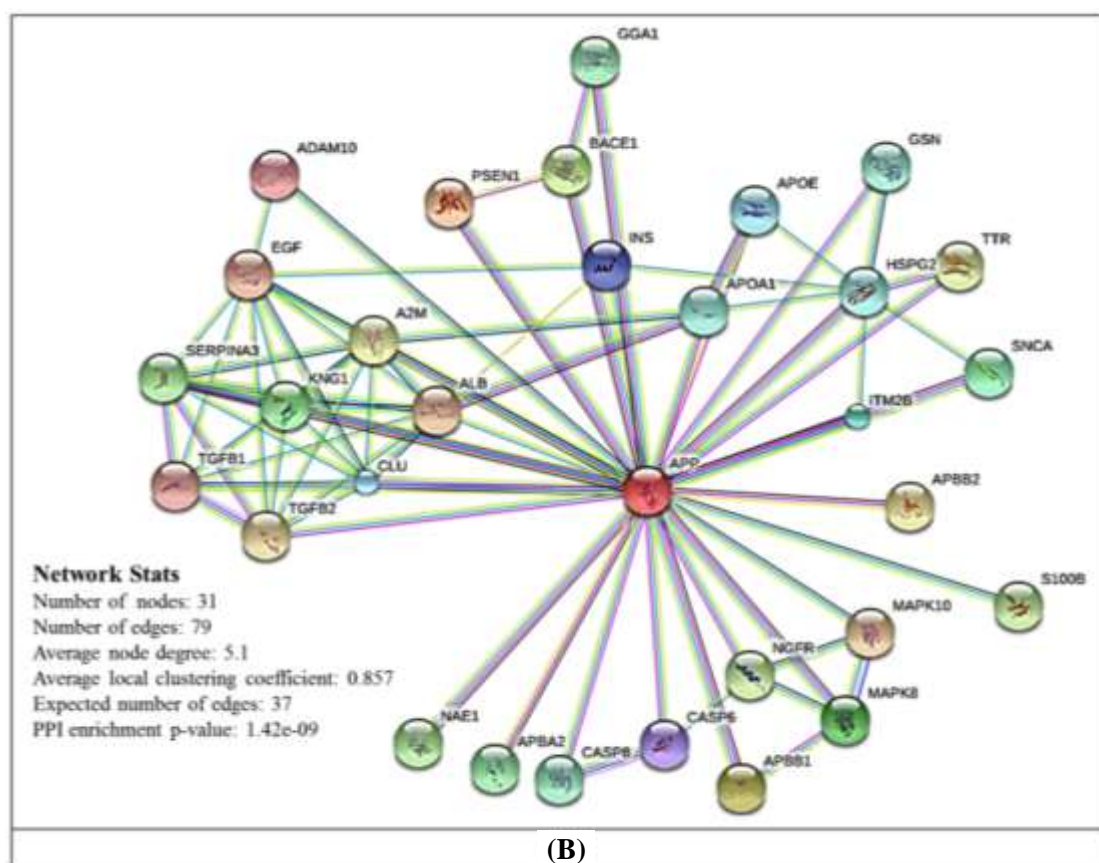 GGA1
BACE1
GSN
ADAM10
PSEN1
APOE
EGF
INS
TTR
HSPG2
APOA1
A2M
SERPINA3
SNCA
KNG1
ALB
ITM2B
TGFB1
CLU
APP
APBB2
TGFB2
Network Stats
Number of nodes: 31
Number of edges: 79
Average node degree: 5.1
Average local clustering coefficient: 0.857
Expected number of edges: 37
PPI enrichment p-value: 1.42e-09
S100B
MAPK10
NGFR
MAPK8
NAE1
CASP6
APBA2
CASP8
APBB1
(B)